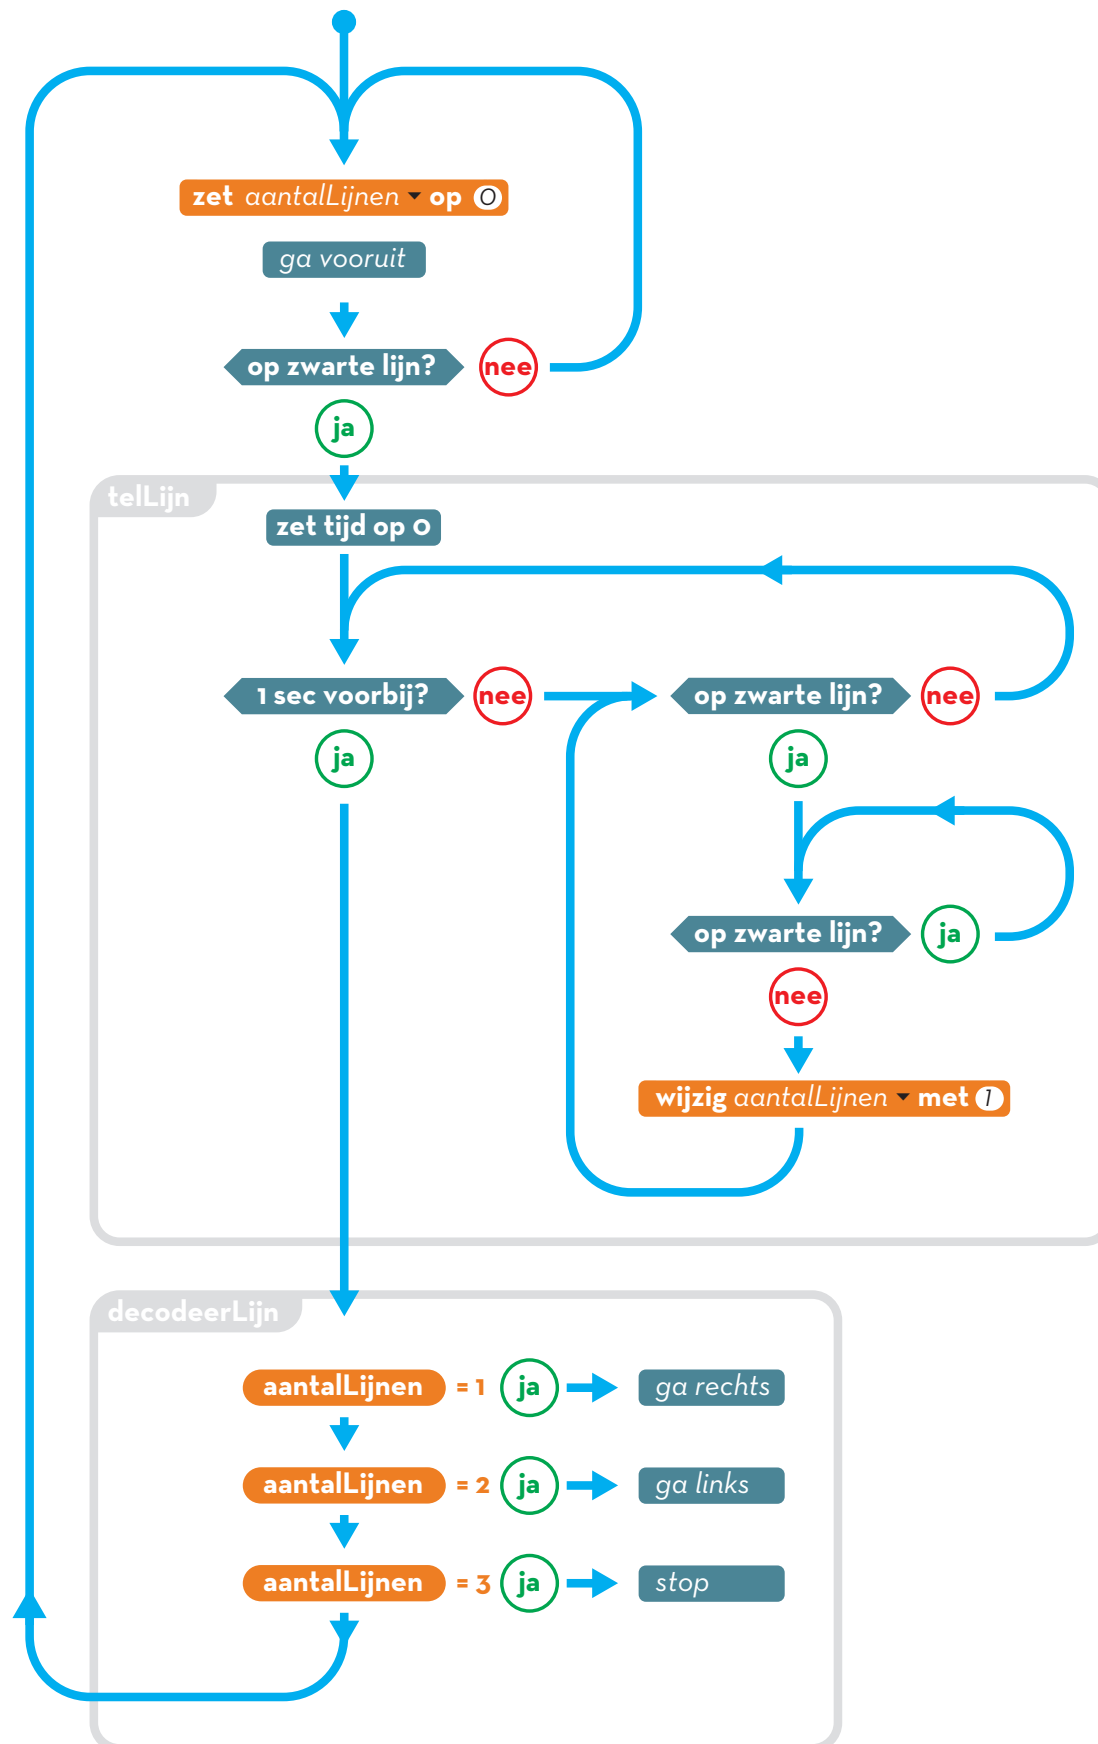 zet aantalLijnen op 0
ga vooruit
op zwarte lijn? nee
ja
telLijn
zet tijd op 0
1 sec voorbij? nee op zwarte lijn? nee
ja ja
op zwarte lijn? ja
nee
wijzig aantalLijnen met 1
decodeerLijn
aantalLijnen = 1 ja ga rechts
aantalLijnen = 2 ja ga links
aantalLijnen = 3 ja stop